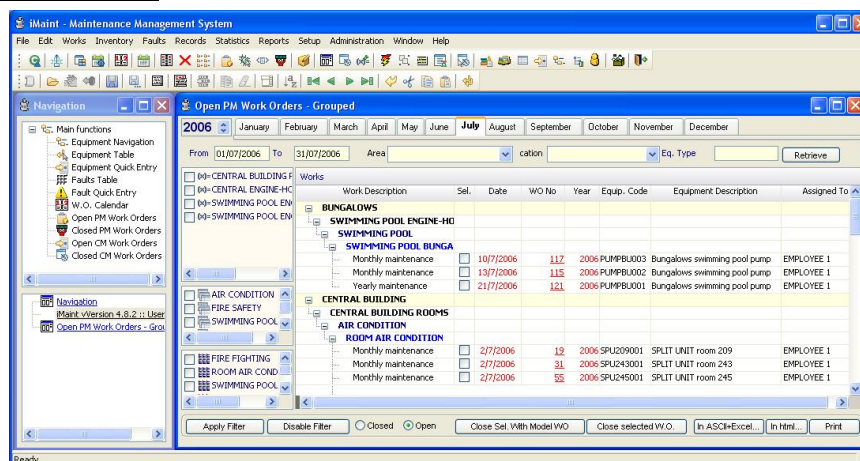 iMaint - Maintenance Management System
File Edit Works Inventory Faults Records Statistics Reports Setup Administration Window Help
Navigation
Main functions
Equipment Navigation
Equipment Table
Equipment Quick Entry
Faults Table
Fault Quick Entry
W.O. Calendar
Open PM Work Orders
Closed PM Work Orders
Open CM Work Orders
Closed CM Work Orders
Navigation
iMaint vVersion 4.8.2 :: User
Open PM Work Orders - Grou
Open PM Work Orders - Grouped
2006 January February March April May June July August September October November December
From 01/07/2006 To 31/07/2006 Area cation Eq. Type Retrieve
(x)=CENTRAL BUILDING F
(x)=CENTRAL ENGINE-HO
(x)=SWIMMING POOL EN
(x)=SWIMMING POOL EN
AIR CONDITION
FIRE SAFETY
SWIMMING POOL
FIRE FIGHTING
ROOM AIR COND
SWIMMING POOL
Works
Work Description Sel. Date WO No Year Equip. Code Equipment Description Assigned To
BUNGALOWS
SWIMMING POOL ENGINE-HO
SWIMMING POOL
SWIMMING POOL BUNGA
Monthly maintenance 10/7/2006 117 2006 PUMPBU003 Bungalows swimming pool pump EMPLOYEE 1
Monthly maintenance 13/7/2006 115 2006 PUMPBU002 Bungalows swimming pool pump EMPLOYEE 1
Yearly maintenance 21/7/2006 121 2006 PUMPBU001 Bungalows swimming pool pump EMPLOYEE 1
CENTRAL BUILDING
CENTRAL BUILDING ROOMS
AIR CONDITION
ROOM AIR CONDITION
Monthly maintenance 2/7/2006 19 2006 SPU209001 SPLIT UNIT room 209 EMPLOYEE 1
Monthly maintenance 2/7/2006 31 2006 SPU243001 SPLIT UNIT room 243 EMPLOYEE 1
Monthly maintenance 2/7/2006 55 2006 SPU245001 SPLIT UNIT room 245 EMPLOYEE 1
Apply Filter Disable Filter Closed Open Close Sel. With Model WO Close selected W.O. In ASCII+Excel... In html... Print
Ready